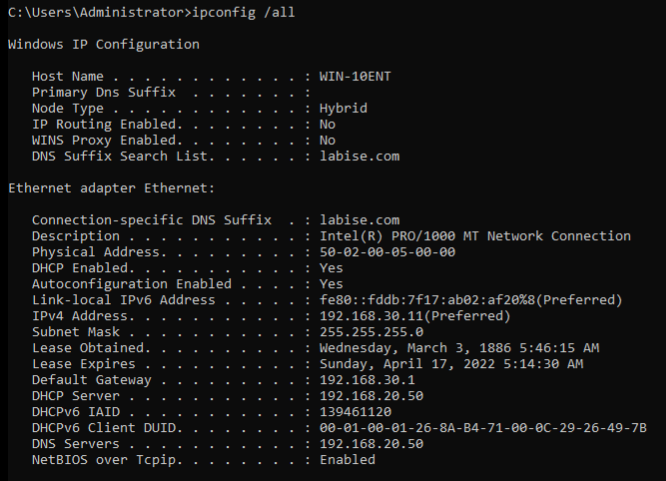 C:\Users\Administrator>ipconfig /all
Windows IP Configuration
Host Name . . . . . . . . . . . . : WIN-10ENT
Primary Dns Suffix  . . . . . . . :
Node Type . . . . . . . . . . . . : Hybrid
IP Routing Enabled. . . . . . . . : No
WINS Proxy Enabled. . . . . . . . : No
DNS Suffix Search List. . . . . . : labise.com
Ethernet adapter Ethernet:
Connection-specific DNS Suffix  . : labise.com
Description . . . . . . . . . . . : Intel(R) PRO/1000 MT Network Connection
Physical Address. . . . . . . . . : 50-02-00-05-00-00
DHCP Enabled. . . . . . . . . . . : Yes
Autoconfiguration Enabled . . . . : Yes
Link-local IPv6 Address . . . . . : fe80::fddb:7f17:ab02:af20%8(Preferred)
IPv4 Address. . . . . . . . . . . : 192.168.30.11(Preferred)
Subnet Mask . . . . . . . . . . . : 255.255.255.0
Lease Obtained. . . . . . . . . . : Wednesday, March 3, 1886 5:46:15 AM
Lease Expires . . . . . . . . . . : Sunday, April 17, 2022 5:14:30 AM
Default Gateway . . . . . . . . . : 192.168.30.1
DHCP Server . . . . . . . . . . . : 192.168.20.50
DHCPv6 IAID . . . . . . . . . . . : 139461120
DHCPv6 Client DUID. . . . . . . . : 00-01-00-01-26-8A-B4-71-00-0C-29-26-49-7B
DNS Servers . . . . . . . . . . . : 192.168.20.50
NetBIOS over Tcpip. . . . . . . . : Enabled